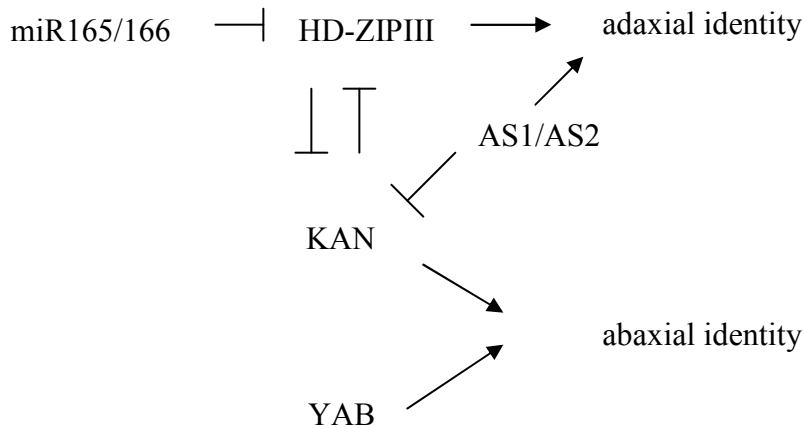 miR165/166 HD-ZIPIII adaxial identity
AS1/AS2
KAN
abaxial identity
YAB